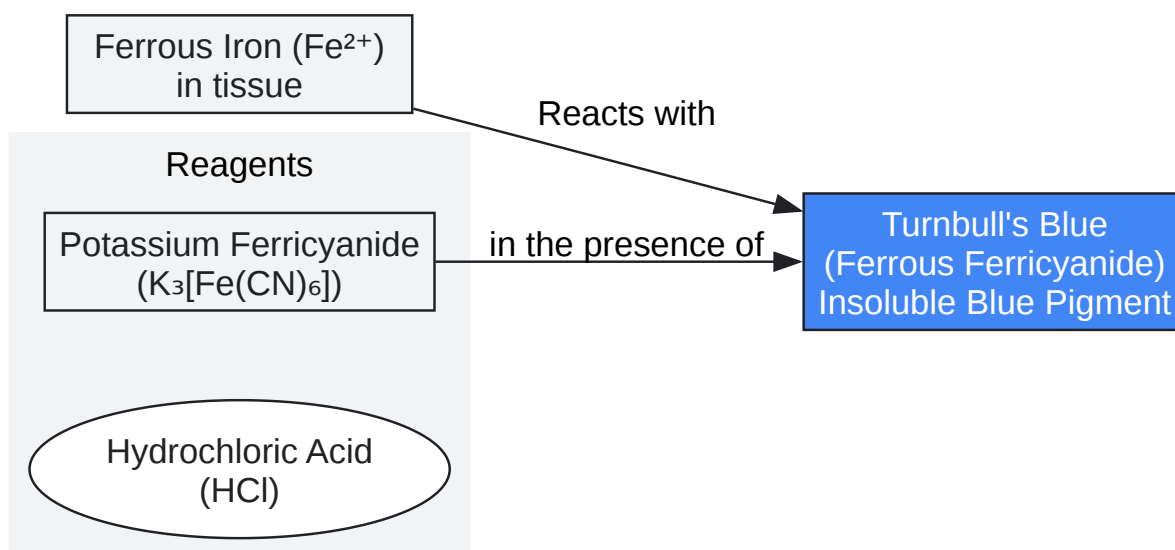 Ferrous Iron (Fe²⁺)
in tissue
Reacts with
Reagents
Potassium Ferricyanide
(K₃[Fe(CN)₆])
in the presence of
Turnbull's Blue
(Ferrous Ferricyanide)
Insoluble Blue Pigment
Hydrochloric Acid
(HCl)